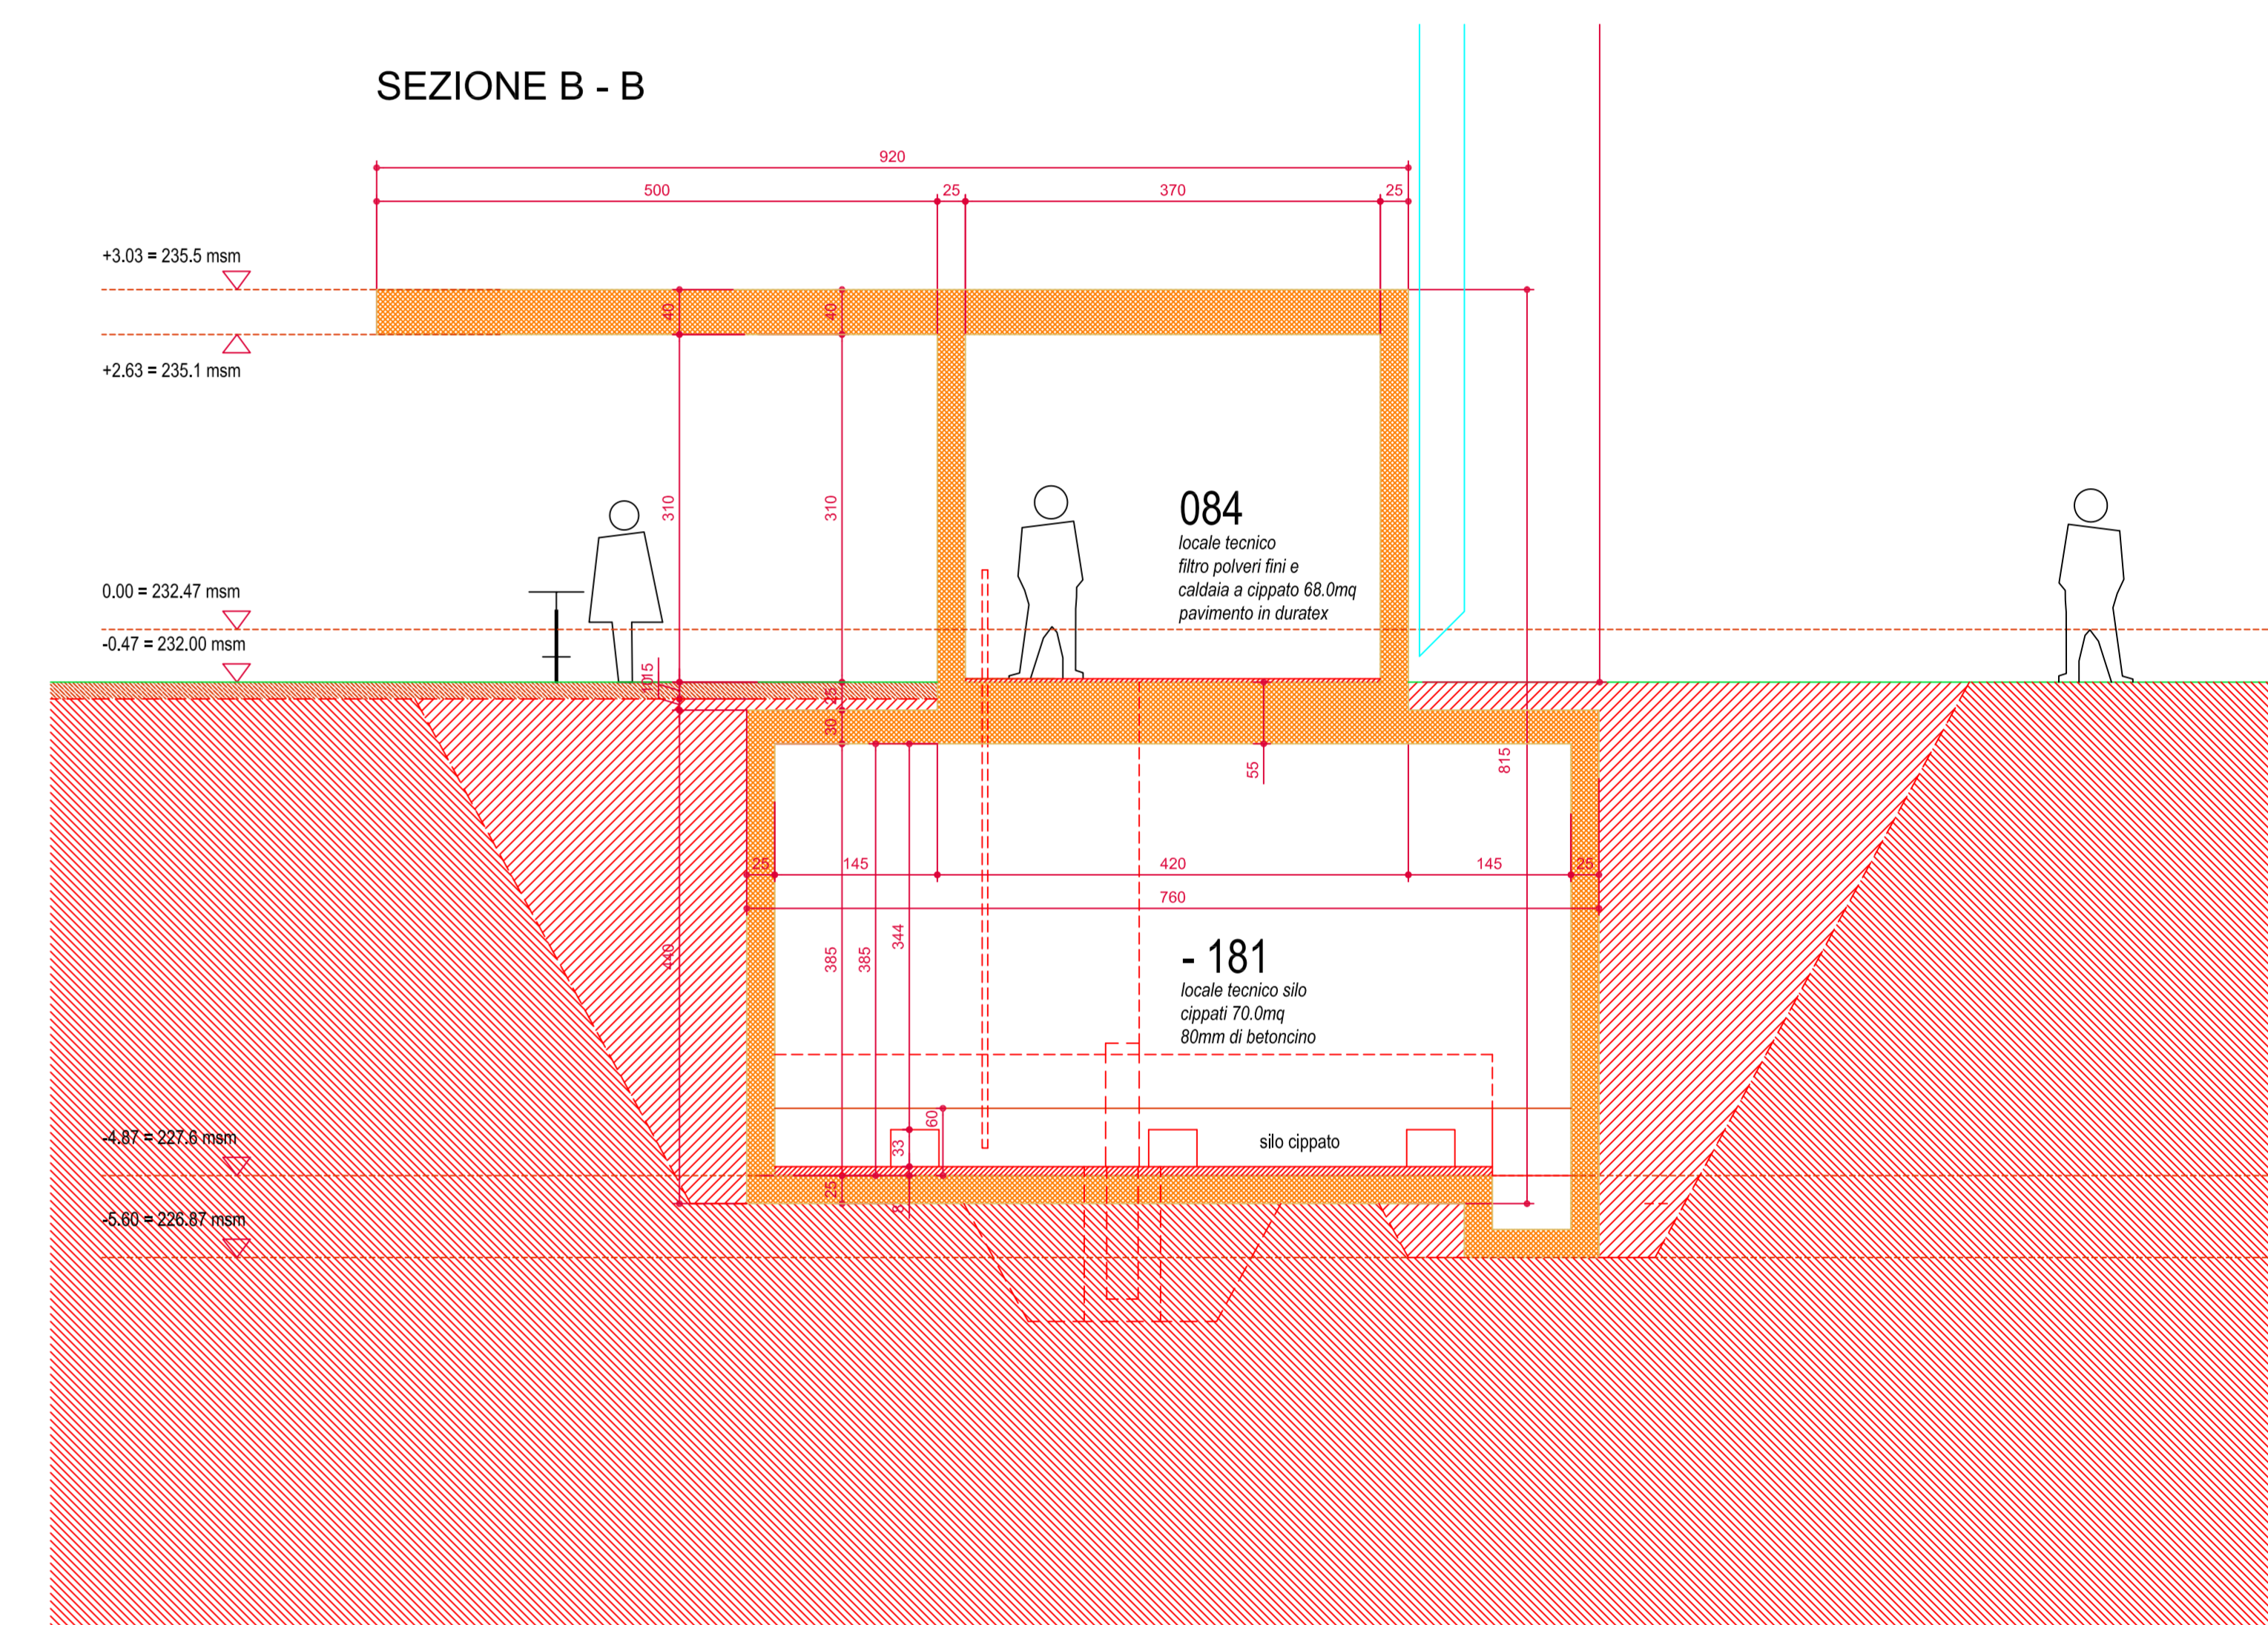 SEZIONE B - B
920
500
25
370
25
+3.03 = 235.5 msm
40
40
+2.63 = 235.1 msm
310
310
084
locale tecnico
filtro polveri fini e
caldaia a cippato 68.0mq
pavimento in duratex
0.00 = 232.47 msm
-0.47 = 232.00 msm
10
15
25
30
55
815
25
145
420
145
25
760
440
385
385
344
- 181
locale tecnico silo
cippati 70.0mq
80mm di betoncino
60
33
silo cippato
-4.87 = 227.6 msm
25
8
-5.60 = 226.87 msm